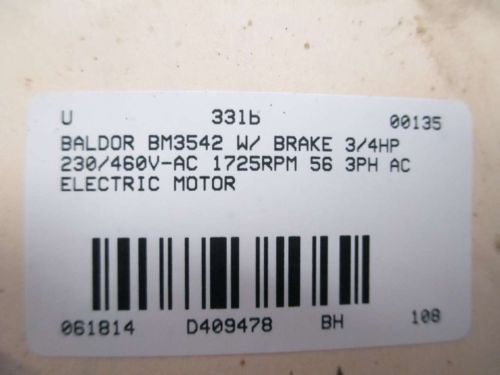 U 331b 00135
BALDOR BM3542 W/ BRAKE 3/4HP
230/460V-AC 1725RPM 56 3PH AC
ELECTRIC MOTOR
061814 D409478 BH 108